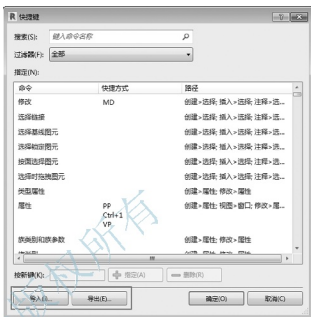 快捷键
搜索(S): 键入命令名称
过滤器(F): 全部
指定(N):
命令 快捷方式 路径
修改 MD 创建>选择; 插入>选择; 注释>选...
选择链接 创建>选择; 插入>选择; 注释>选...
选择基线图元 创建>选择; 插入>选择; 注释>选...
选择锁定图元 创建>选择; 插入>选择; 注释>选...
按面选择图元 创建>选择; 插入>选择; 注释>选...
选择时拖拽图元 创建>选择; 插入>选择; 注释>选...
类型属性 创建>属性; 修改>属性
属性 PP 创建>属性; 视图>窗口; 修改>属...
Ctrl+1
VP
族类别和族参数 创建>属性; 修改>属性
按新键(K): 指定(A) 删除(R)
导入(I)... 导出(E)... 确定(O) 取消(C)
版权所有